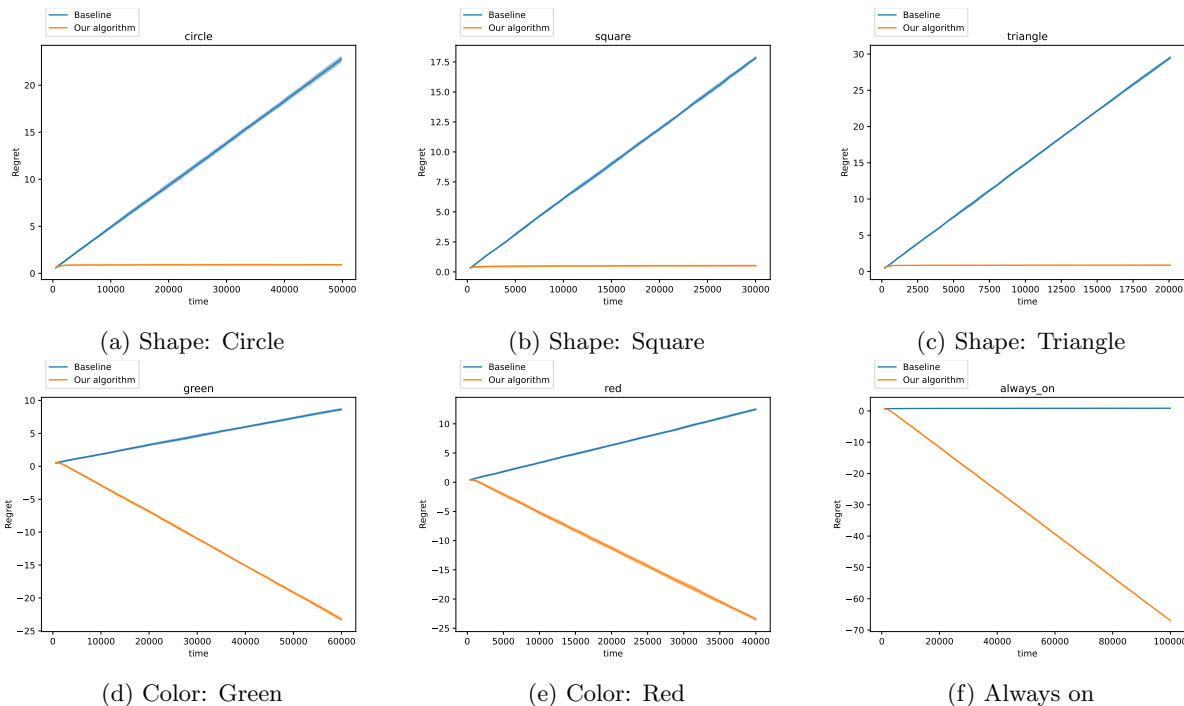 Baseline
Our algorithm
circle
Regret
20
15
10
5
0
0 10000 20000 30000 40000 50000
time
(a) Shape: Circle
Baseline
Our algorithm
square
Regret
17.5
15.0
12.5
10.0
7.5
5.0
2.5
0.0
0 5000 10000 15000 20000 25000 30000
time
(b) Shape: Square
Baseline
Our algorithm
triangle
Regret
30
25
20
15
10
5
0
0 2500 5000 7500 10000 12500 15000 17500 20000
time
(c) Shape: Triangle
Baseline
Our algorithm
green
Regret
10
5
0
−5
−10
−15
−20
−25
0 10000 20000 30000 40000 50000 60000
time
(d) Color: Green
Baseline
Our algorithm
red
Regret
10
5
0
−5
−10
−15
−20
−25
0 5000 10000 15000 20000 25000 30000 35000 40000
time
(e) Color: Red
Baseline
Our algorithm
always_on
Regret
0
−10
−20
−30
−40
−50
−60
−70
0 20000 40000 60000 80000 100000
time
(f) Always on